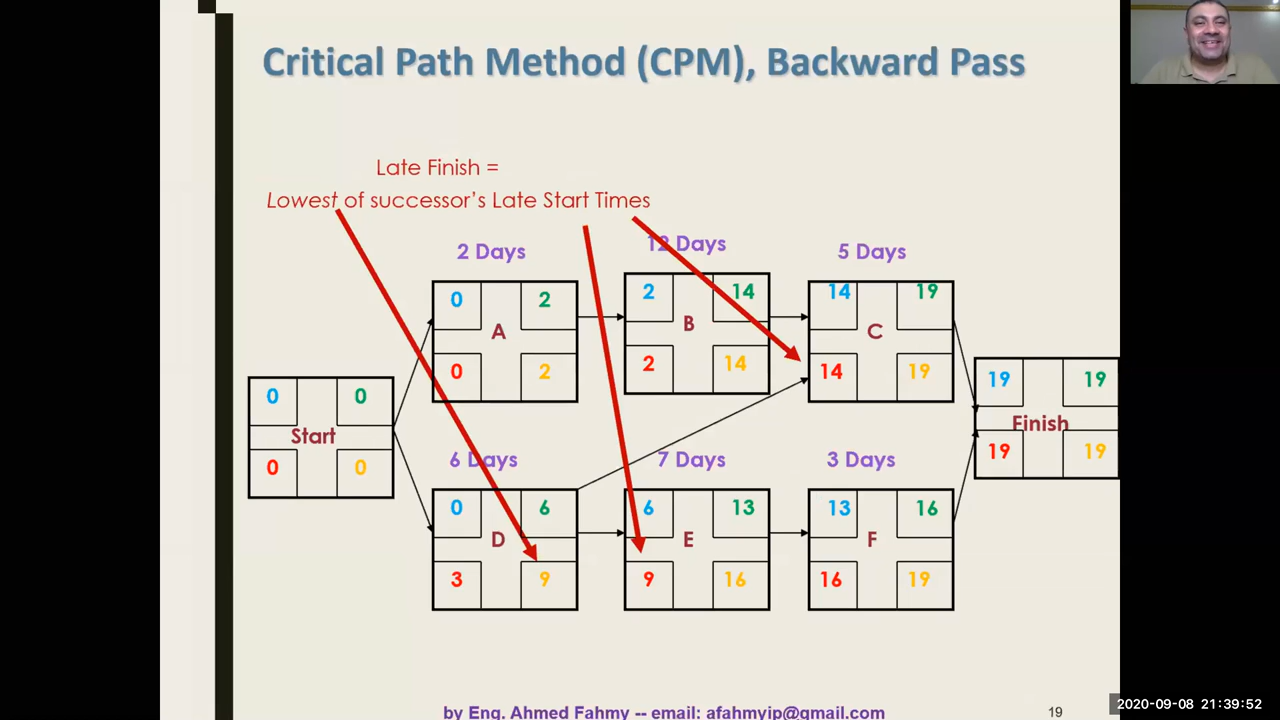 Critical Path Method (CPM), Backward Pass
Late Finish =
Lowest of successor's Late Start Times
2 Days
12 Days
5 Days
0 2
A
0 2
2 14
B
2 14
14 19
C
14 19
0 0
Start
0 0
19 19
Finish
19 19
6 Days
7 Days
3 Days
0 6
D
3 9
6 13
E
9 16
13 16
F
16 19
by Eng. Ahmed Fahmy -- email: afahmyjp@gmail.com
19
2020-09-08 21:39:52